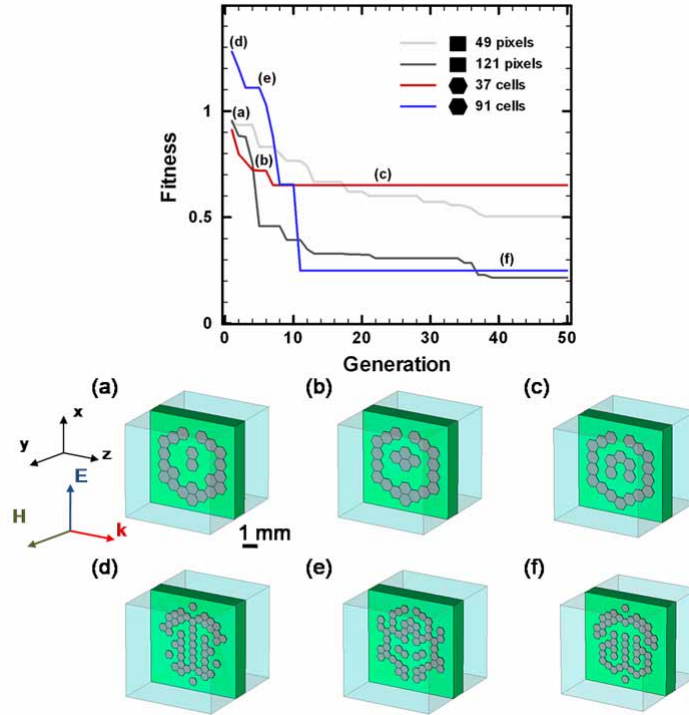 (d)
49 pixels
121 pixels
37 cells
91 cells
(e)
(a)
(b)
(c)
(f)
1
0.5
0
Fitness
0 10 20 30 40 50
Generation
(a) (b) (c)
x
y z
E
H k
1 mm
(d) (e) (f)